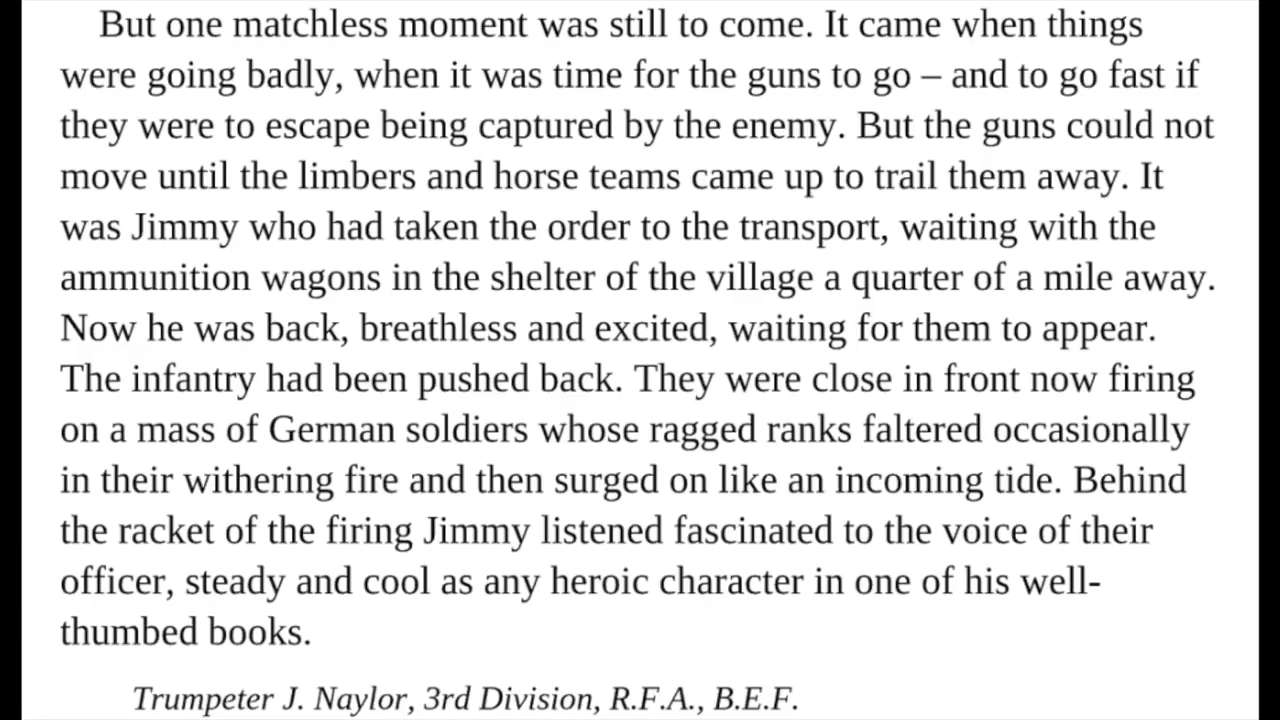 But one matchless moment was still to come. It came when things
were going badly, when it was time for the guns to go – and to go fast if
they were to escape being captured by the enemy. But the guns could not
move until the limbers and horse teams came up to trail them away. It
was Jimmy who had taken the order to the transport, waiting with the
ammunition wagons in the shelter of the village a quarter of a mile away.
Now he was back, breathless and excited, waiting for them to appear.
The infantry had been pushed back. They were close in front now firing
on a mass of German soldiers whose ragged ranks faltered occasionally
in their withering fire and then surged on like an incoming tide. Behind
the racket of the firing Jimmy listened fascinated to the voice of their
officer, steady and cool as any heroic character in one of his well-
thumbed books.
Trumpeter J. Naylor, 3rd Division, R.F.A., B.E.F.